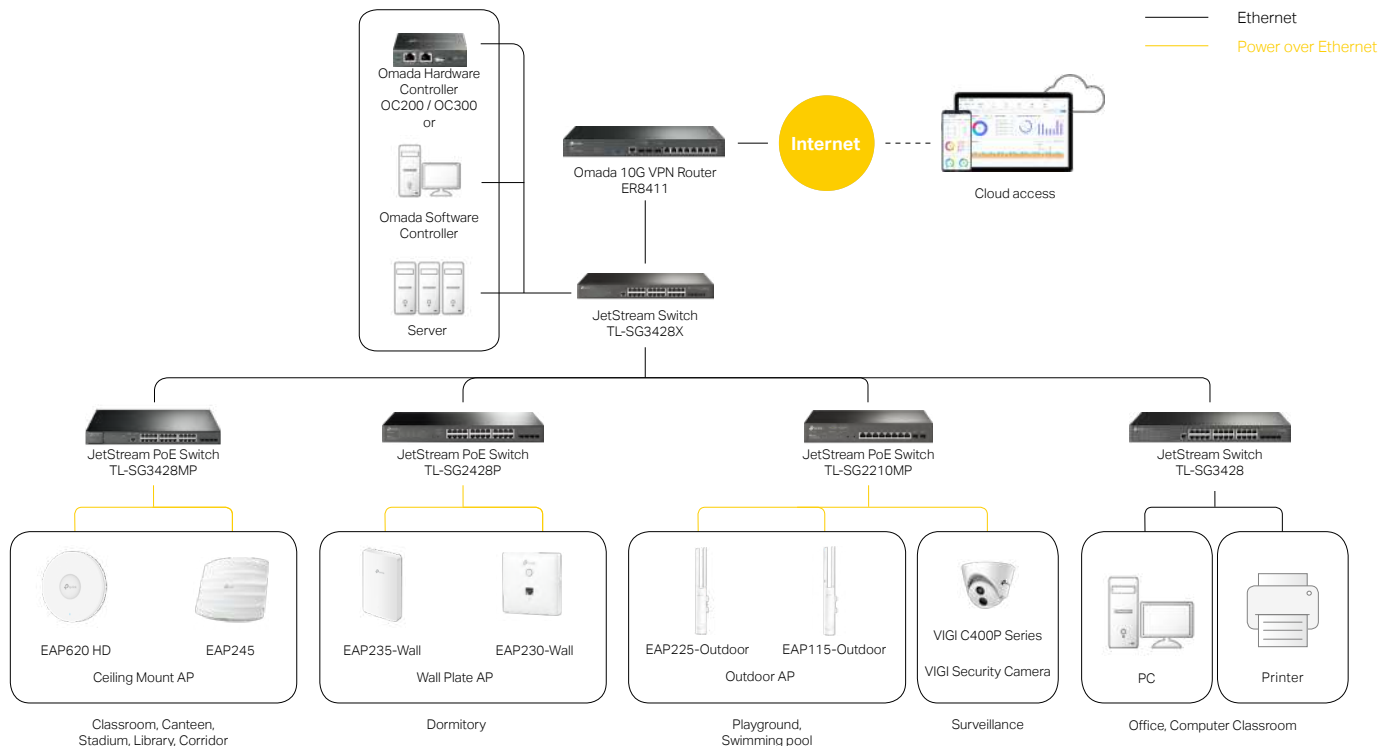 Ethernet
Power over Ethernet
Omada Hardware
Controller
OC200 / OC300
or
Omada Software
Controller
Server
Omada 10G VPN Router
ER8411
Internet
Cloud access
JetStream Switch
TL-SG3428X
JetStream PoE Switch
TL-SG3428MP
JetStream PoE Switch
TL-SG2428P
JetStream PoE Switch
TL-SG2210MP
JetStream Switch
TL-SG3428
EAP620 HD
EAP245
Ceiling Mount AP
Classroom, Canteen,
Stadium, Library, Corridor
EAP235-Wall
EAP230-Wall
Wall Plate AP
Dormitory
EAP225-Outdoor
EAP115-Outdoor
Outdoor AP
Playground,
Swimming pool
VIGI C400P Series
VIGI Security Camera
Surveillance
PC
Printer
Office, Computer Classroom